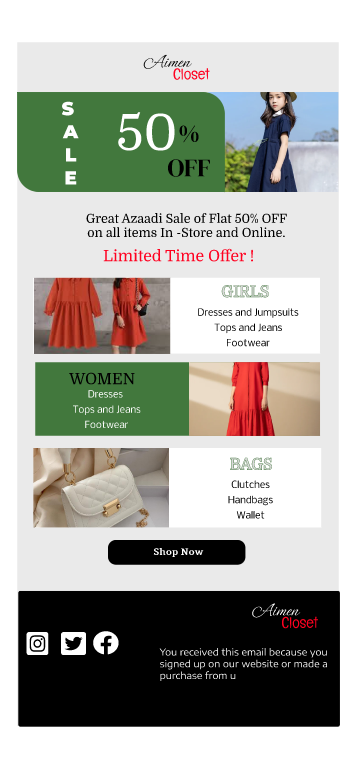 Aimen
Closet
SALE
50%
OFF
Great Azaadi Sale of Flat 50% OFF
on all items In -Store and Online.
Limited Time Offer !
GIRLS
Dresses and Jumpsuits
Tops and Jeans
Footwear
WOMEN
Dresses
Tops and Jeans
Footwear
BAGS
Clutches
Handbags
Wallet
Shop Now
Aimen
Closet
You received this email because you
signed up on our website or made a
purchase from u